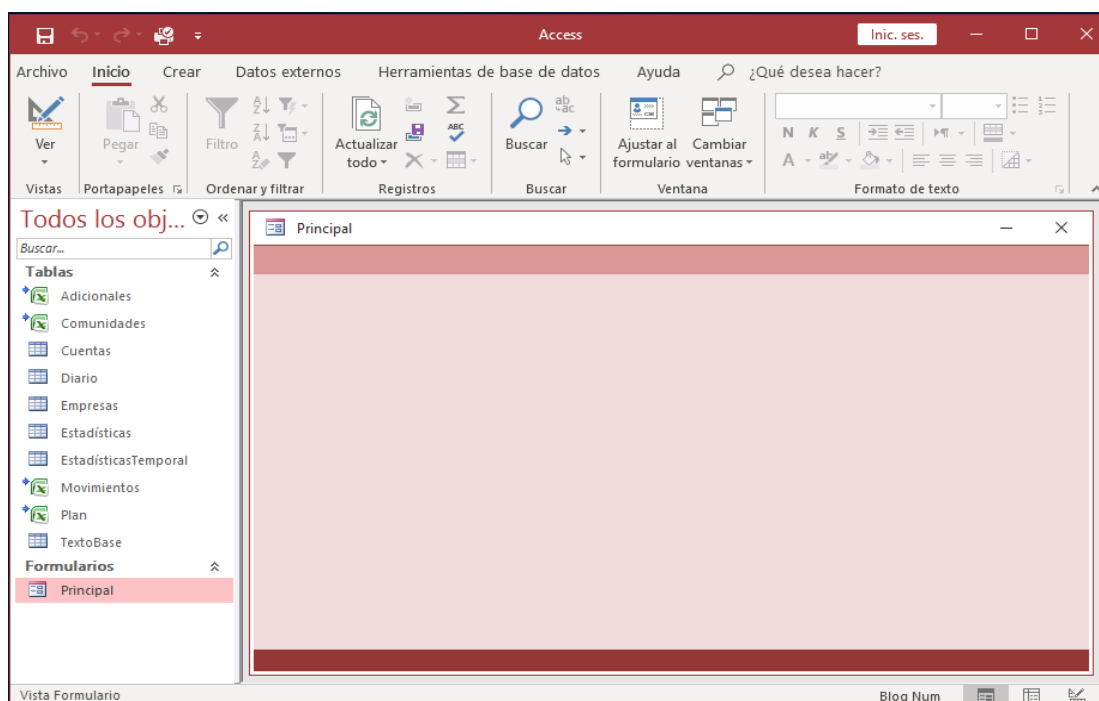 Access
Inic. ses.
Archivo Inicio Crear Datos externos Herramientas de base de datos Ayuda ¿Qué desea hacer?
Ver
Pegar
Filtro
Actualizar todo
Buscar
Ajustar al formulario
Cambiar ventanas
N K S
A
Vistas Portapapeles Ordenar y filtrar Registros Buscar Ventana Formato de texto
Todos los obj...
Buscar...
Tablas
Adicionales
Comunidades
Cuentas
Diario
Empresas
Estadísticas
EstadísticasTemporal
Movimientos
Plan
TextoBase
Formularios
Principal
Principal
Vista Formulario
Bloq Num